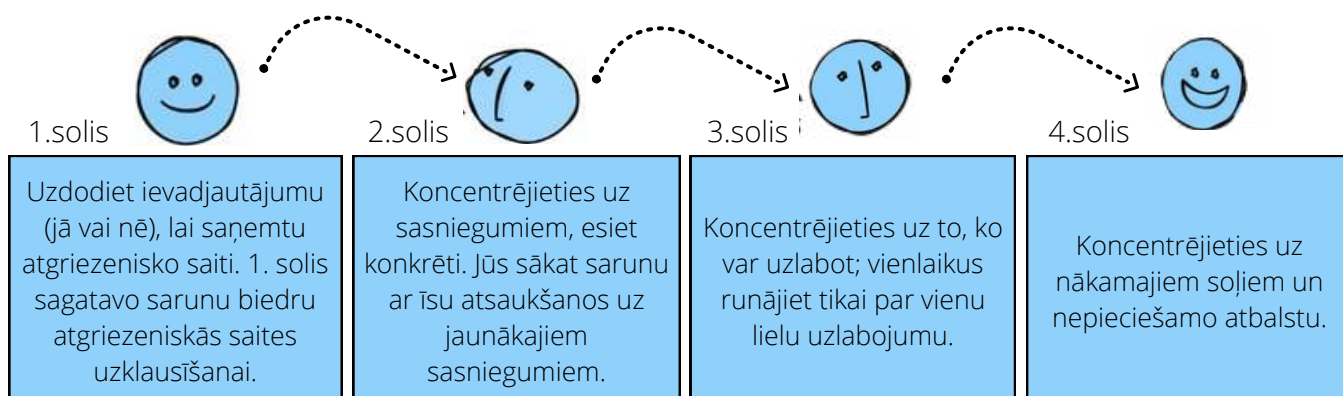 1.solis
Uzdodiet ievadjautājumu
(jā vai nē), lai saņemtu
atgriezenisko saiti. 1. solis
sagatavo sarunu biedru
atgriezeniskās saites
uzklausīšanai.
2.solis
Koncentrējieties uz
sasniegumiem, esiet
konkrēti. Jūs sākat sarunu
ar īsu atsaukšanos uz
jaunākajiem
sasniegumiem.
3.solis
Koncentrējieties uz to, ko
var uzlabot; vienlaikus
runājiet tikai par vienu
lielu uzlabojumu.
4.solis
Koncentrējieties uz
nākamajiem soļiem un
nepieciešamo atbalstu.